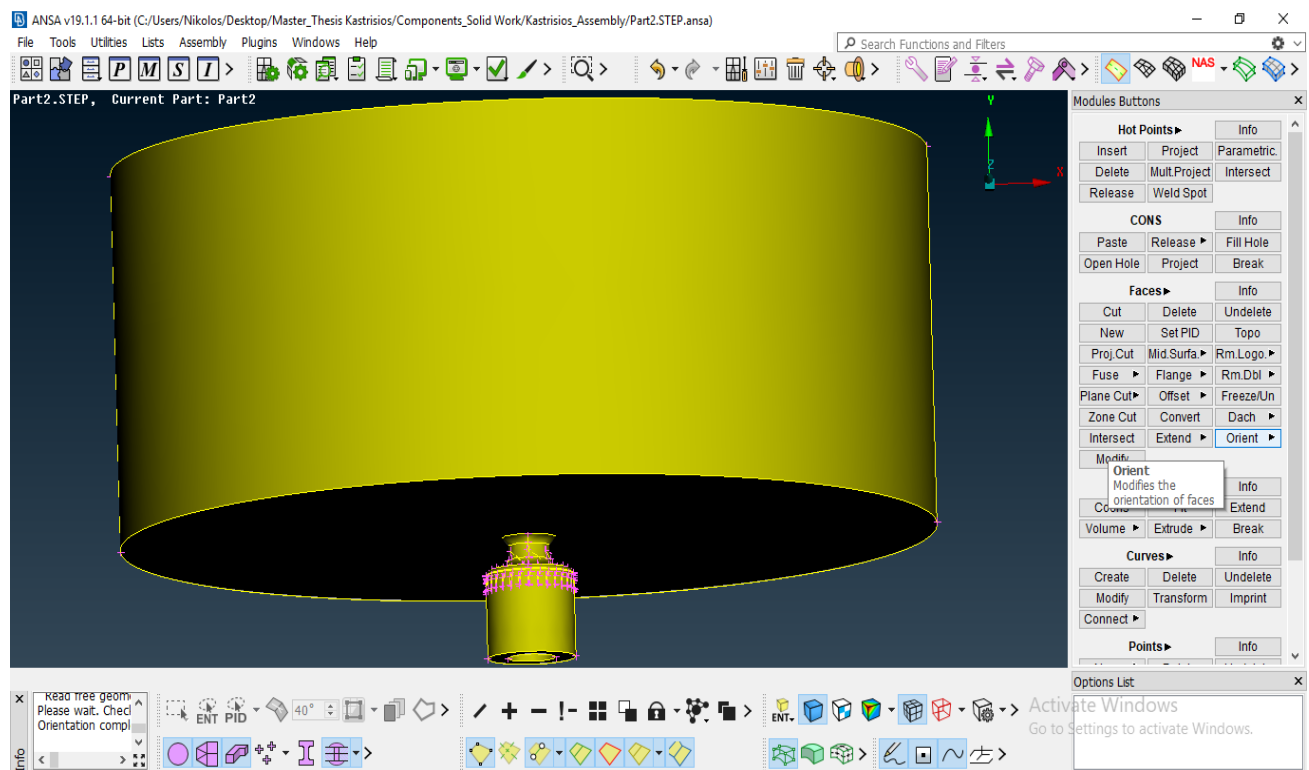 ANSA v19.1.1 64-bit (C:/Users/Nikolos/Desktop/Master_Thesis Kastrisios/Components_Solid Work/Kastrisios_Assembly/Part2.STEP.ansa)
File Tools Utilities Lists Assembly Plugins Windows Help
Search Functions and Filters
P M S I
NAS
Part2.STEP, Current Part: Part2
Y
Z
X
Modules Buttons
Hot Points Info
Insert Project Parametric.
Delete Mult.Project Intersect
Release Weld Spot
CONS Info
Paste Release Fill Hole
Open Hole Project Break
Faces Info
Cut Delete Undelete
New Set PID Topo
Proj.Cut Mid.Surfa. Rm.Logo.
Fuse Flange Rm.Dbl
Plane Cut Offset Freeze/Un
Zone Cut Convert Dach
Intersect Extend Orient
Modify
Orient
Modifies the
orientation of faces
Info
Extend
Volume Extrude Break
Curves Info
Create Delete Undelete
Modify Transform Imprint
Connect
Points Info
Options List
Read free geom
Please wait. Checl
Orientation compl
Info
ENT PID 40°
ENT.
Activate Windows
Go to Settings to activate Windows.